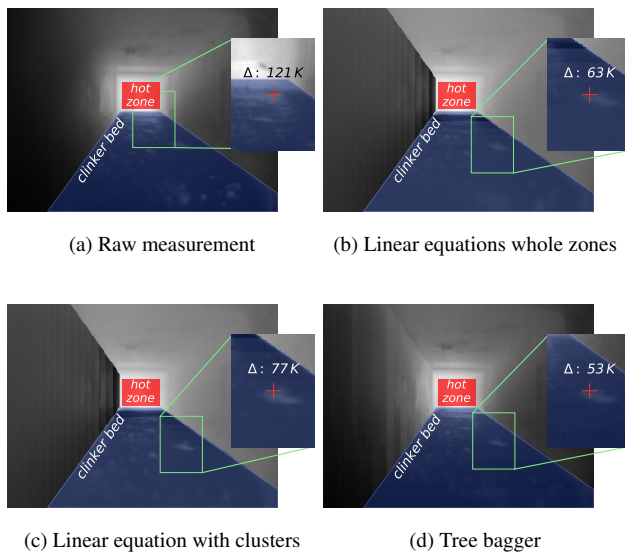 Δ: 121 K
hot
zone
clinker bed
(a) Raw measurement
Δ: 63 K
hot
zone
clinker bed
(b) Linear equations whole zones
Δ: 77 K
hot
zone
clinker bed
(c) Linear equation with clusters
Δ: 53 K
hot
zone
clinker bed
(d) Tree bagger